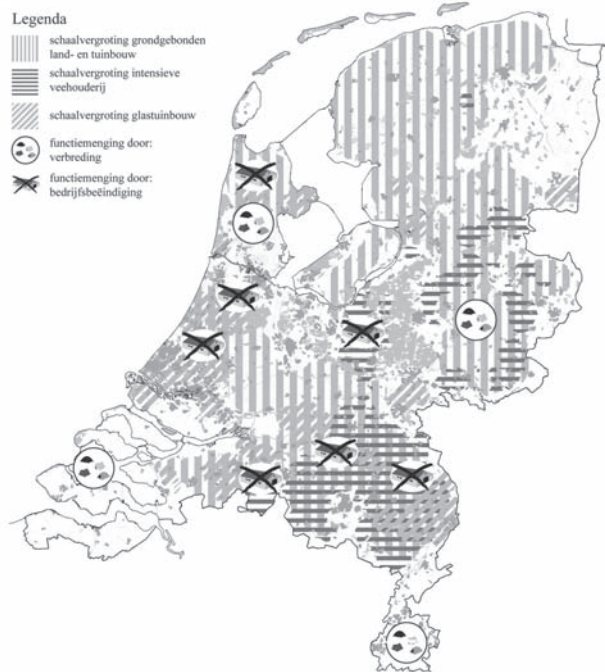 Legenda
schaalvergroting grondgebonden
land- en tuinbouw
schaalvergroting intensieve
veehouderij
schaalvergroting glastuinbouw
functiemenging door:
verbreding
functiemenging door:
bedrijfsbeëindiging